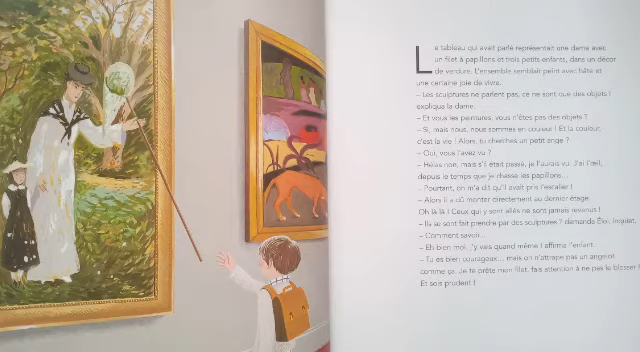 Le tableau qui avait parlé représentait une dame avec
un filet à papillons et trois petits enfants, dans un décor
de verdure. L'ensemble semblait peint avec hâte et
une certaine joie de vivre.
– Les sculptures ne parlent pas, ce ne sont que des objets !
expliqua la dame.
– Et vous les peintures, vous n'êtes pas des objets ?
– Si, mais nous, nous sommes en couleur ! Et la couleur,
c'est la vie ! Alors, tu cherches un petit ange ?
– Oui, vous l'avez vu ?
– Hélas non, mais s'il était passé, je l'aurais vu. J'ai l'œil,
depuis le temps que je chasse les papillons...
– Pourtant, on m'a dit qu'il avait pris l'escalier !
– Alors il a dû monter directement au dernier étage.
Oh là là ! Ceux qui y sont allés ne sont jamais revenus !
– Ils se sont fait prendre par des sculptures ? demanda Éloi, inquiet.
– Comment savoir...
– Eh bien moi, j'y vais quand même ! affirma l'enfant.
– Tu es bien courageux... mais on n'attrape pas un angelot
comme ça. Je te prête mon filet, fais attention à ne pas le blesser !
Et sois prudent !